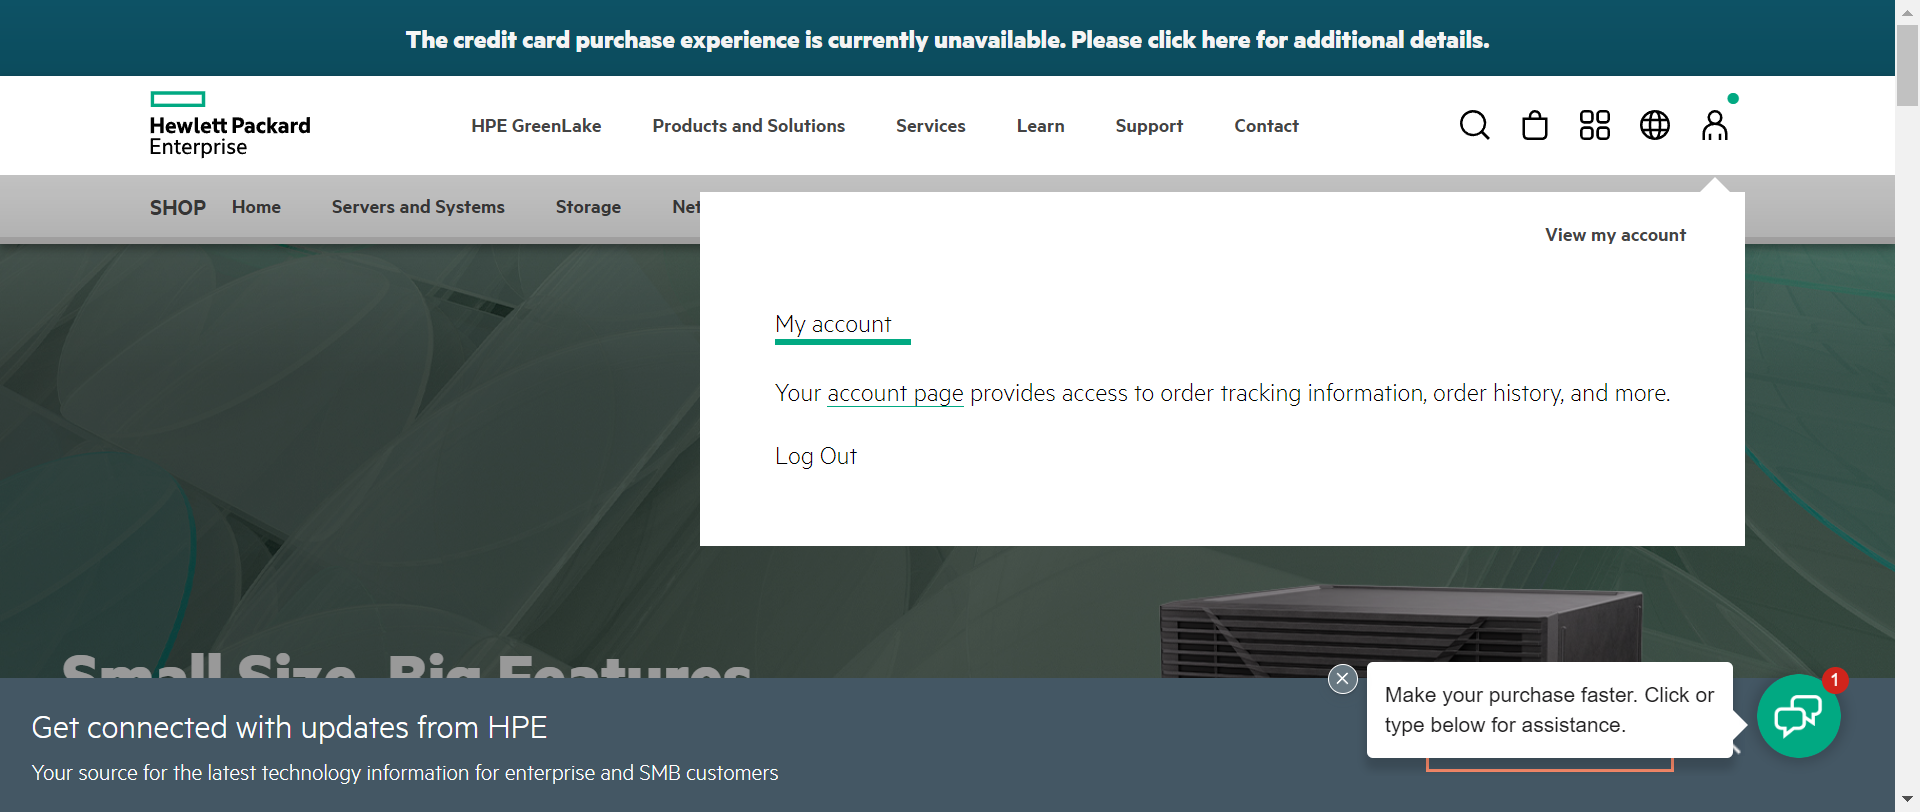 The credit card purchase experience is currently unavailable. Please click here for additional details.
Hewlett Packard
Enterprise
HPE GreenLake
Products and Solutions
Services
Learn
Support
Contact
SHOP
Home
Servers and Systems
Storage
Net
View my account
My account
Your account page provides access to order tracking information, order history, and more.
Log Out
Small Size, Big Features
Get connected with updates from HPE
Your source for the latest technology information for enterprise and SMB customers
Make your purchase faster. Click or
type below for assistance.
1